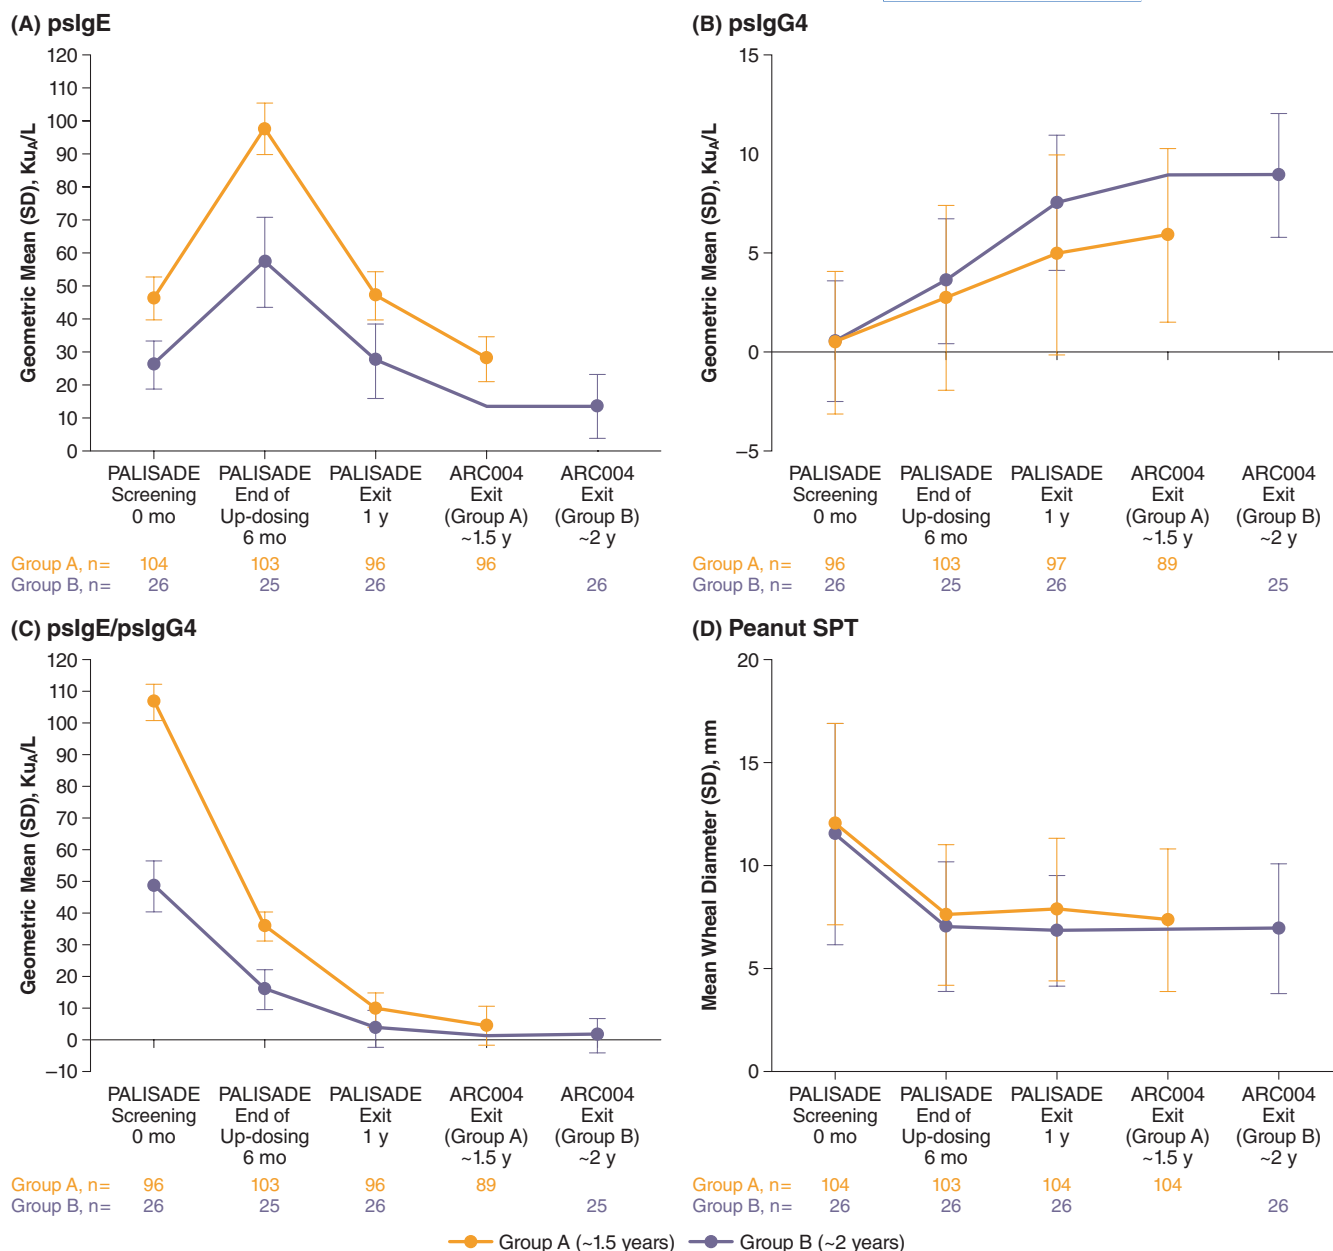 (A) psIgE
Geometric Mean (SD), KuA/L
120
110
100
90
80
70
60
50
40
30
20
10
0
PALISADE Screening 0 mo
PALISADE End of Up-dosing 6 mo
PALISADE Exit 1 y
ARC004 Exit (Group A) ~1.5 y
ARC004 Exit (Group B) ~2 y
Group A, n= 104 103 96 96
Group B, n= 26 25 26 26
(B) psIgG4
Geometric Mean (SD), KuA/L
15
10
5
0
−5
PALISADE Screening 0 mo
PALISADE End of Up-dosing 6 mo
PALISADE Exit 1 y
ARC004 Exit (Group A) ~1.5 y
ARC004 Exit (Group B) ~2 y
96 103 97 89
26 25 26 25
(C) psIgE/psIgG4
Geometric Mean (SD), KuA/L
120
110
100
90
80
70
60
50
40
30
20
10
0
−10
PALISADE Screening 0 mo
PALISADE End of Up-dosing 6 mo
PALISADE Exit 1 y
ARC004 Exit (Group A) ~1.5 y
ARC004 Exit (Group B) ~2 y
Group A, n= 96 103 96 89
Group B, n= 26 25 26 25
(D) Peanut SPT
Mean Wheal Diameter (SD), mm
20
15
10
5
0
PALISADE Screening 0 mo
PALISADE End of Up-dosing 6 mo
PALISADE Exit 1 y
ARC004 Exit (Group A) ~1.5 y
ARC004 Exit (Group B) ~2 y
104 103 104 104
26 26 26 26
Group A (~1.5 years) Group B (~2 years)